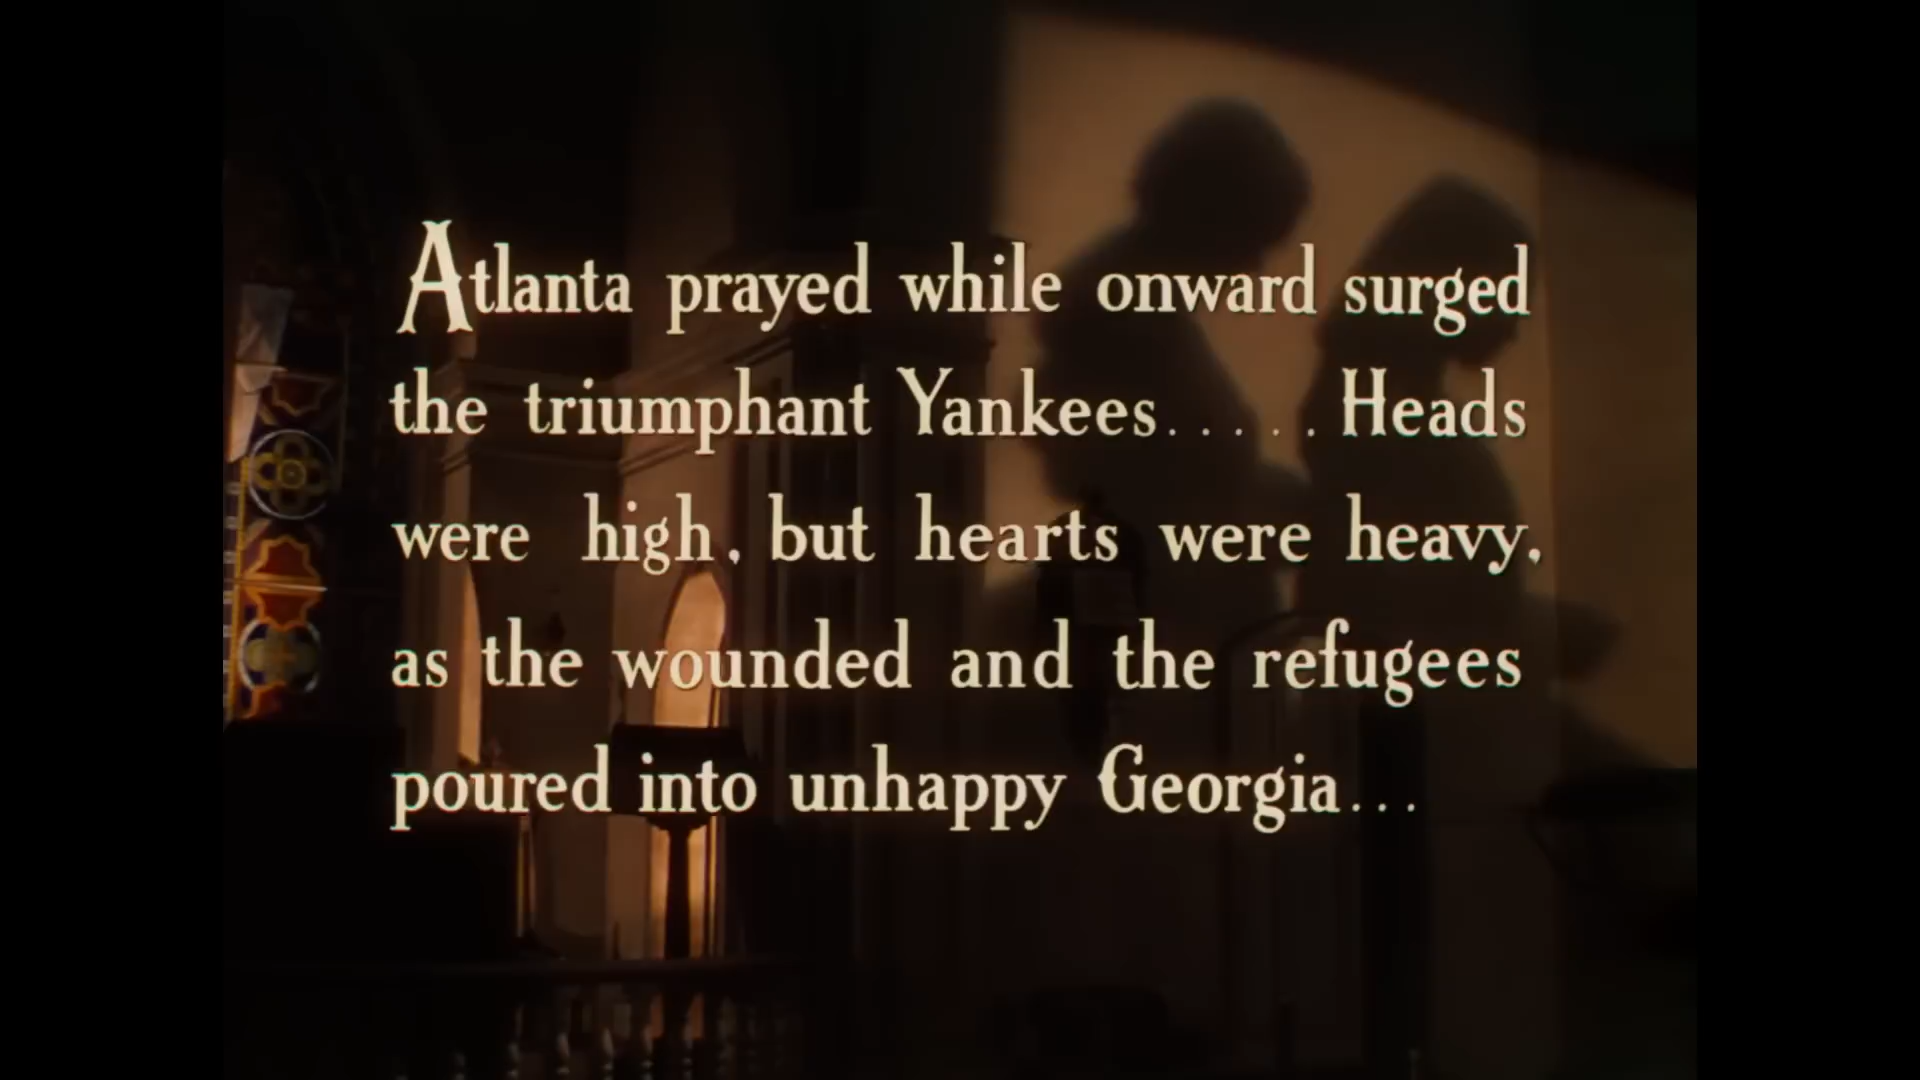 Atlanta prayed while onward surged
the triumphant Yankees..... Heads
were high, but hearts were heavy,
as the wounded and the refugees
poured into unhappy Georgia...